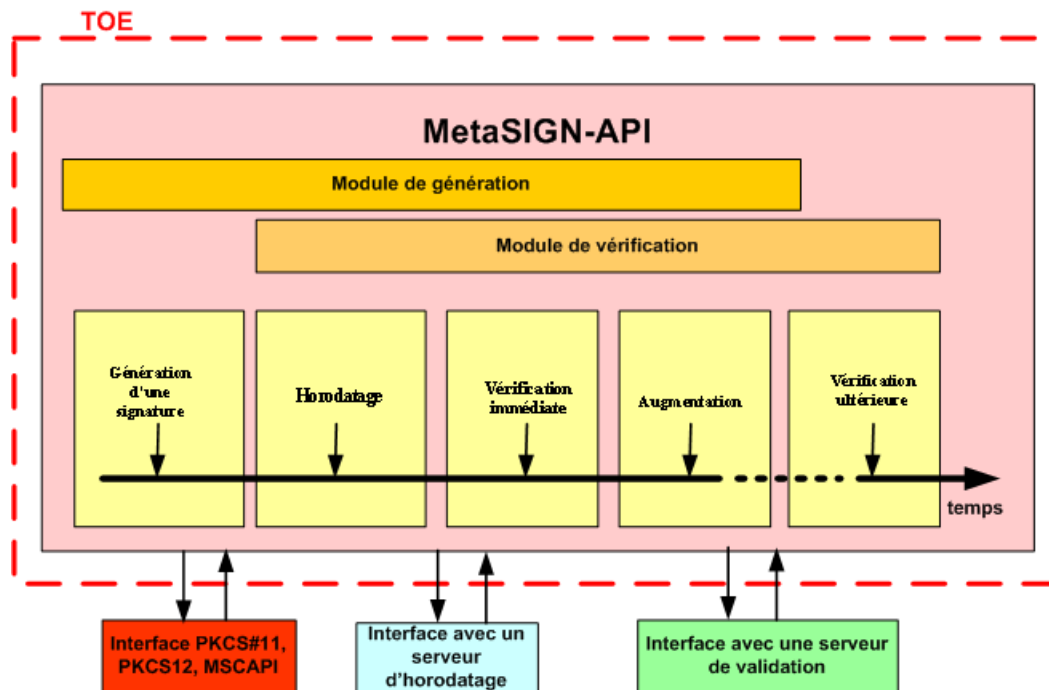 TOE
MetaSIGN-API
Module de génération
Module de vérification
Génération
d'une
signature
Horodatage
Vérification
immédiate
Augmentation
Vérification
ultérieure
temps
Interface PKCS#11,
PKCS12, MSCAPI
Interface avec un
serveur
d'horodatage
Interface avec une serveur
de validation